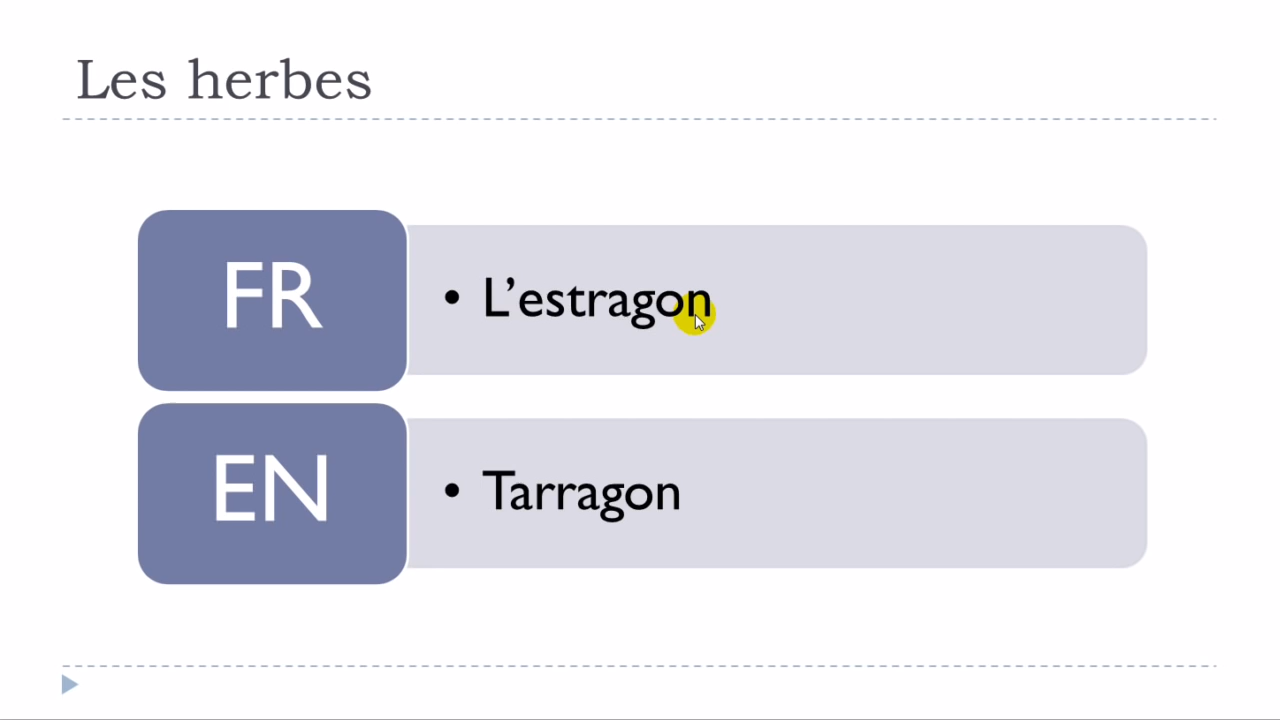 Les herbes
FR
• L’estragon
EN
• Tarragon